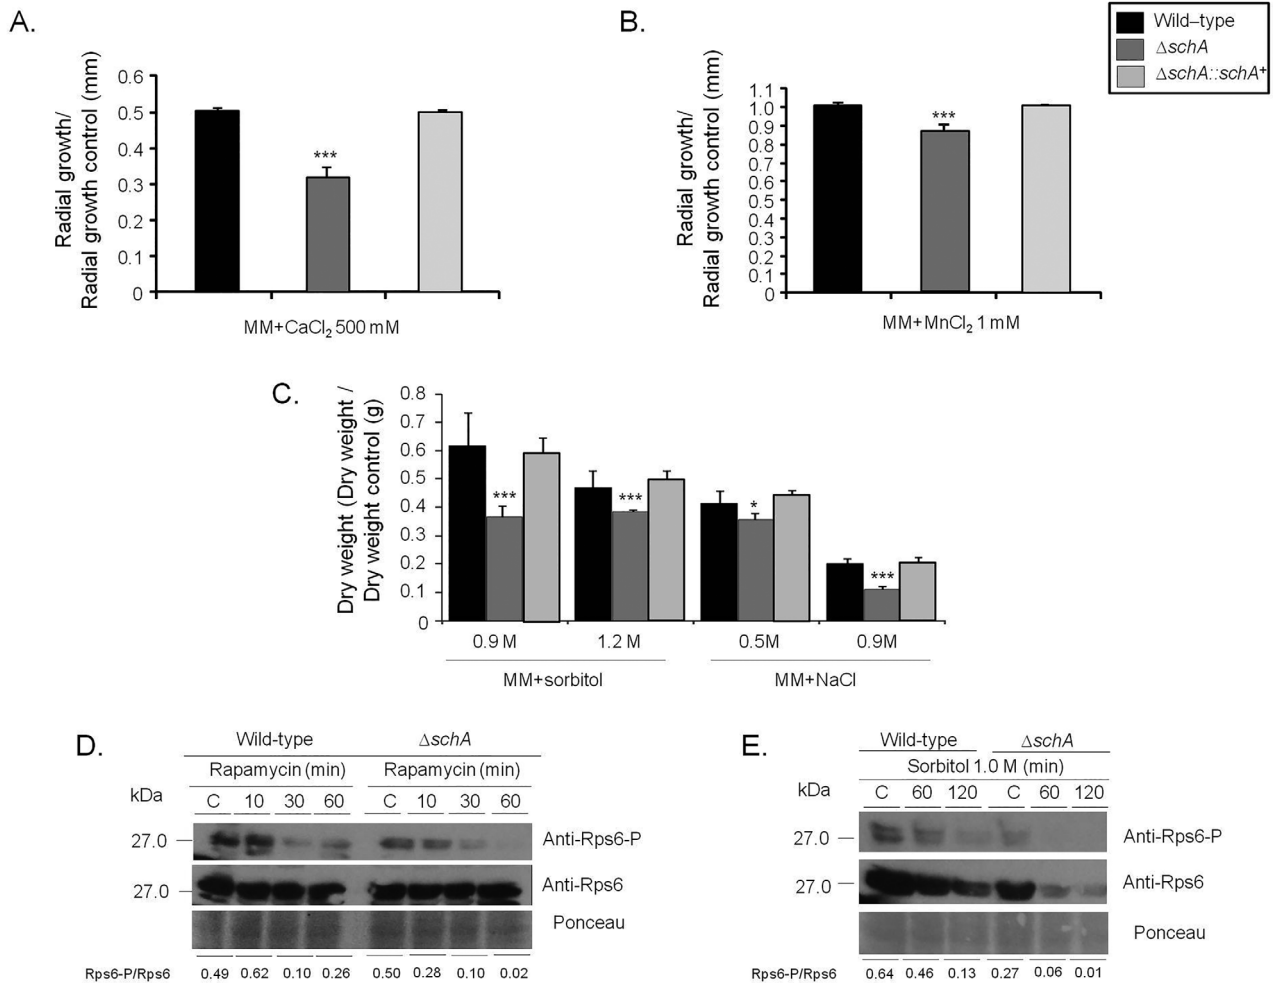 A.
Radial growth/
Radial growth control (mm)
0.6
0.5
0.4
0.3
0.2
0.1
0
***
MM+CaCl₂ 500 mM
B.
Radial growth/
Radial growth control (mm)
1.1
1.0
0.9
0.8
0.7
0.6
0.5
0.4
0.3
0.2
0.1
0
***
MM+MnCl₂ 1 mM
Wild–type
ΔschA
ΔschA::schA⁺
C.
Dry weight (Dry weight /
Dry weight control (g)
0.8
0.7
0.6
0.5
0.4
0.3
0.2
0.1
0
*** *** * ***
0.9 M 1.2 M 0.5M 0.9M
MM+sorbitol MM+NaCl
D.
Wild-type ΔschA
Rapamycin (min) Rapamycin (min)
kDa C 10 30 60 C 10 30 60
27.0 Anti-Rps6-P
27.0 Anti-Rps6
Ponceau
Rps6-P/Rps6 0.49 0.62 0.10 0.26 0.50 0.28 0.10 0.02
E.
Wild-type ΔschA
Sorbitol 1.0 M (min)
kDa C 60 120 C 60 120
27.0 Anti-Rps6-P
27.0 Anti-Rps6
Ponceau
Rps6-P/Rps6 0.64 0.46 0.13 0.27 0.06 0.01